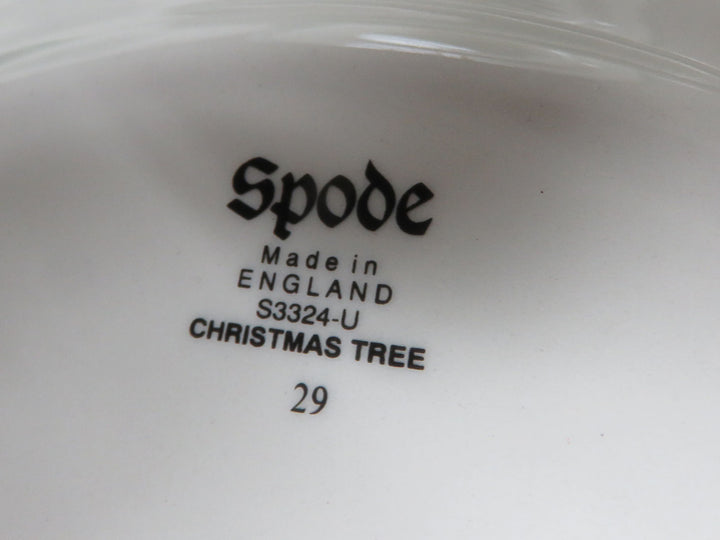 Spode
Made in
ENGLAND
S3324-U
CHRISTMAS TREE
29